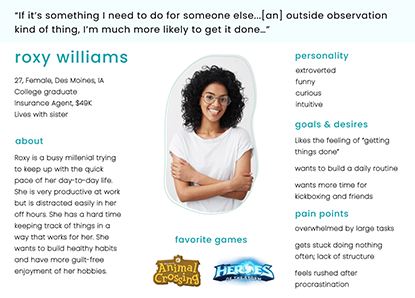 “If it’s something I need to do for someone else...[an] outside observation
kind of thing, I’m much more likely to get it done...”
roxy williams
27, Female, Des Moines, IA
College graduate
Insurance Agent, $49K
Lives with sister
about
Roxy is a busy millenial trying
to keep up with the quick
pace of her day-to-day life.
She is very productive at work
but is distracted easily in her
off hours. She has a hard time
keeping track of things in a
way that works for her. She
wants to build healthy habits
and have more guilt-free
enjoyment of her hobbies.
favorite games
Animal
Crossing
HEROES
OF THE STORM
personality
extroverted
funny
curious
intuitive
goals & desires
Likes the feeling of "getting
things done"
wants to build a daily routine
wants more time for
kickboxing and friends
pain points
overwhelmed by large tasks
gets stuck doing nothing
often; lack of structure
feels rushed after
procrastination